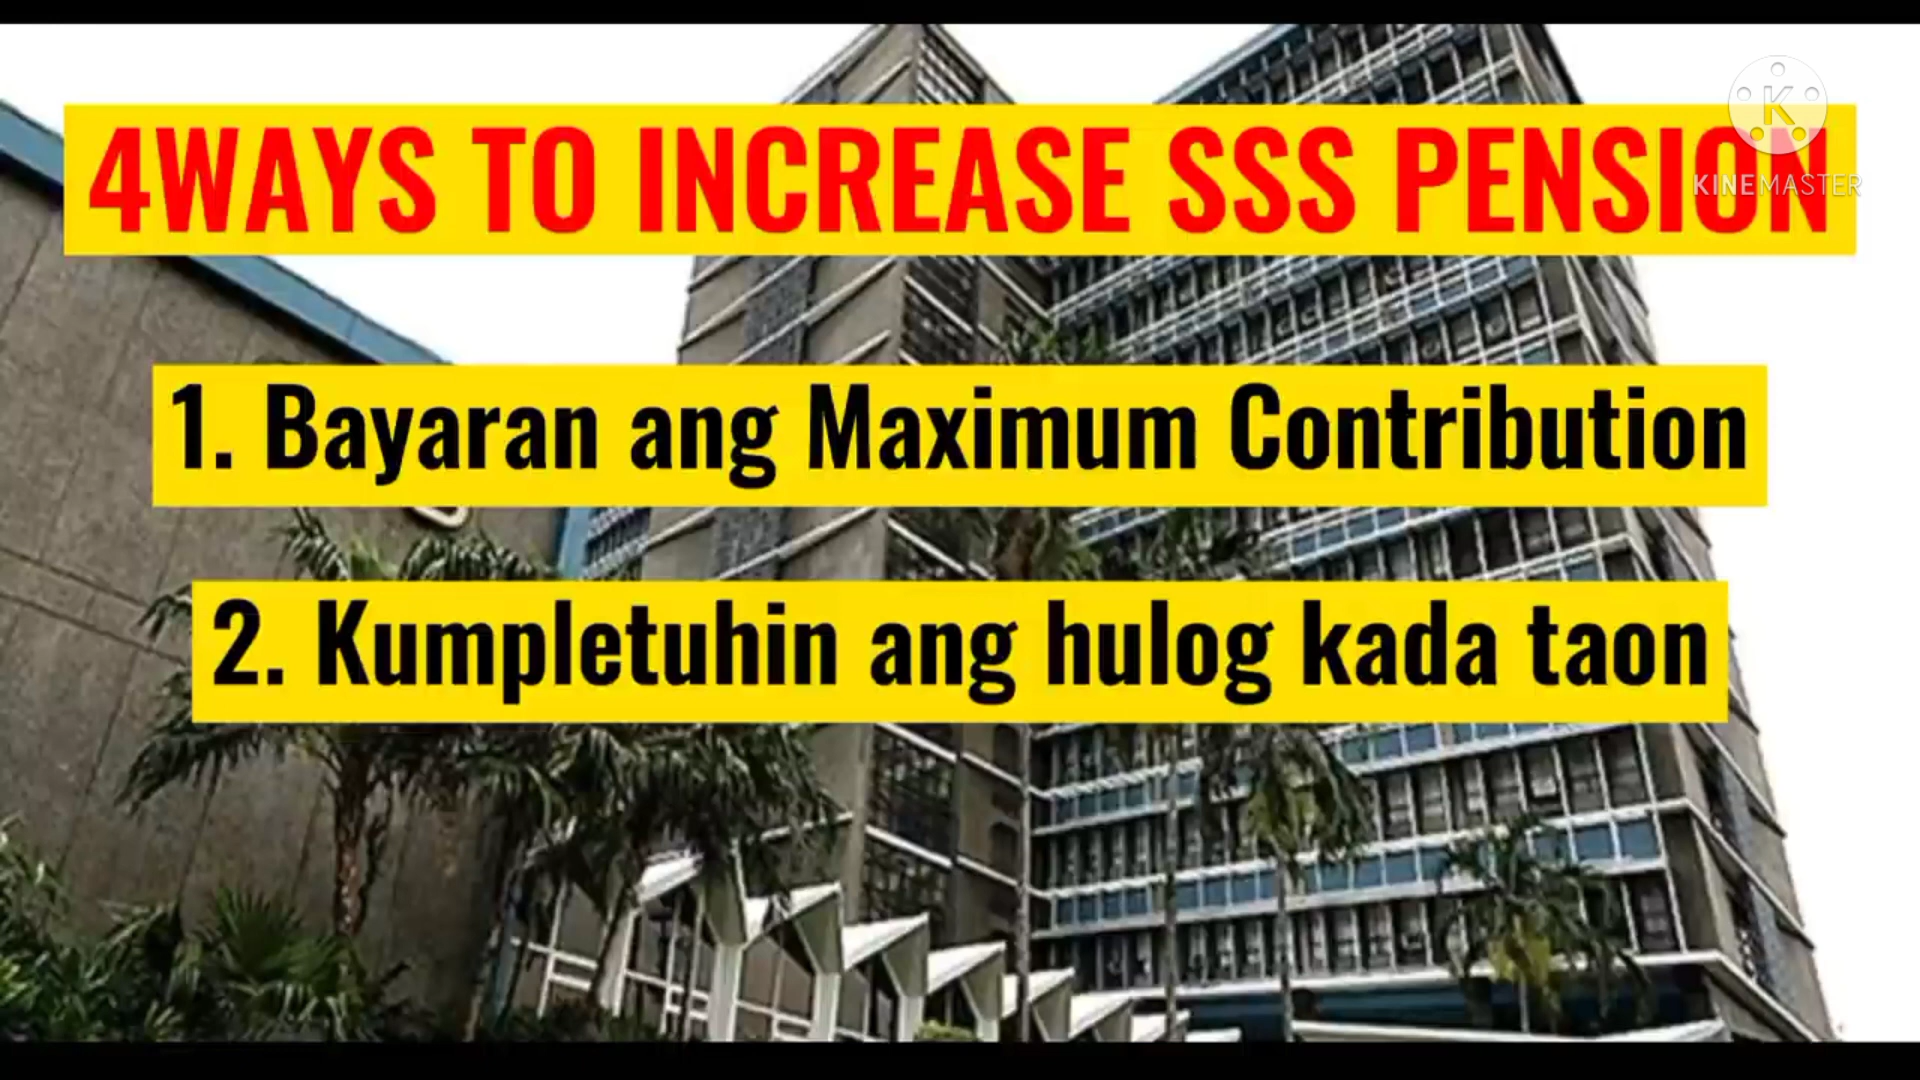 4WAYS TO INCREASE SSS PENSION
K
KINEMASTER
1. Bayaran ang Maximum Contribution
2. Kumpletuhin ang hulog kada taon